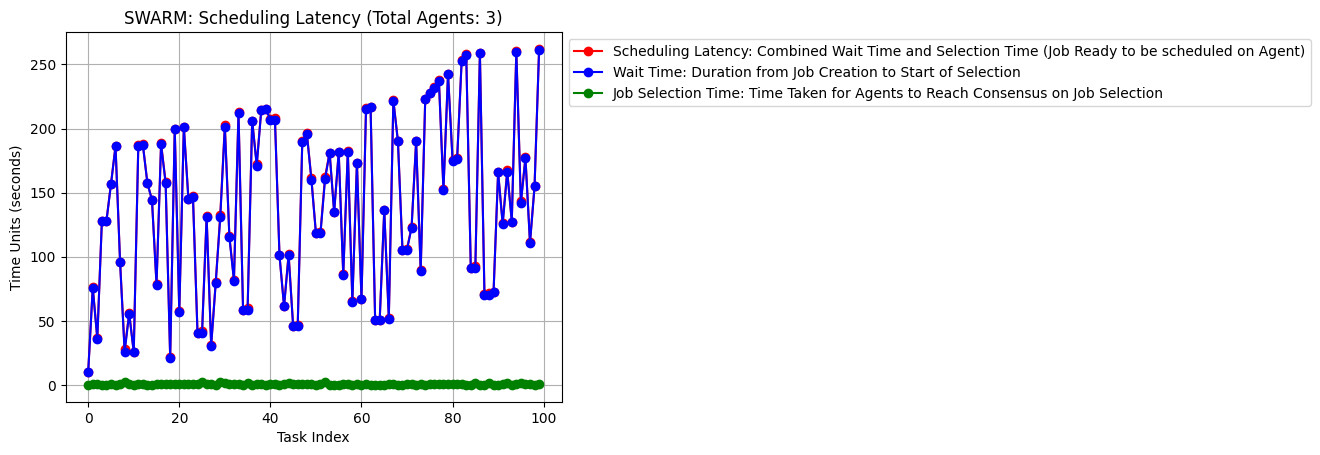 SWARM: Scheduling Latency (Total Agents: 3)
Scheduling Latency: Combined Wait Time and Selection Time (Job Ready to be scheduled on Agent)
Wait Time: Duration from Job Creation to Start of Selection
Job Selection Time: Time Taken for Agents to Reach Consensus on Job Selection
Time Units (seconds)
250
200
150
100
50
0
0 20 40 60 80 100
Task Index